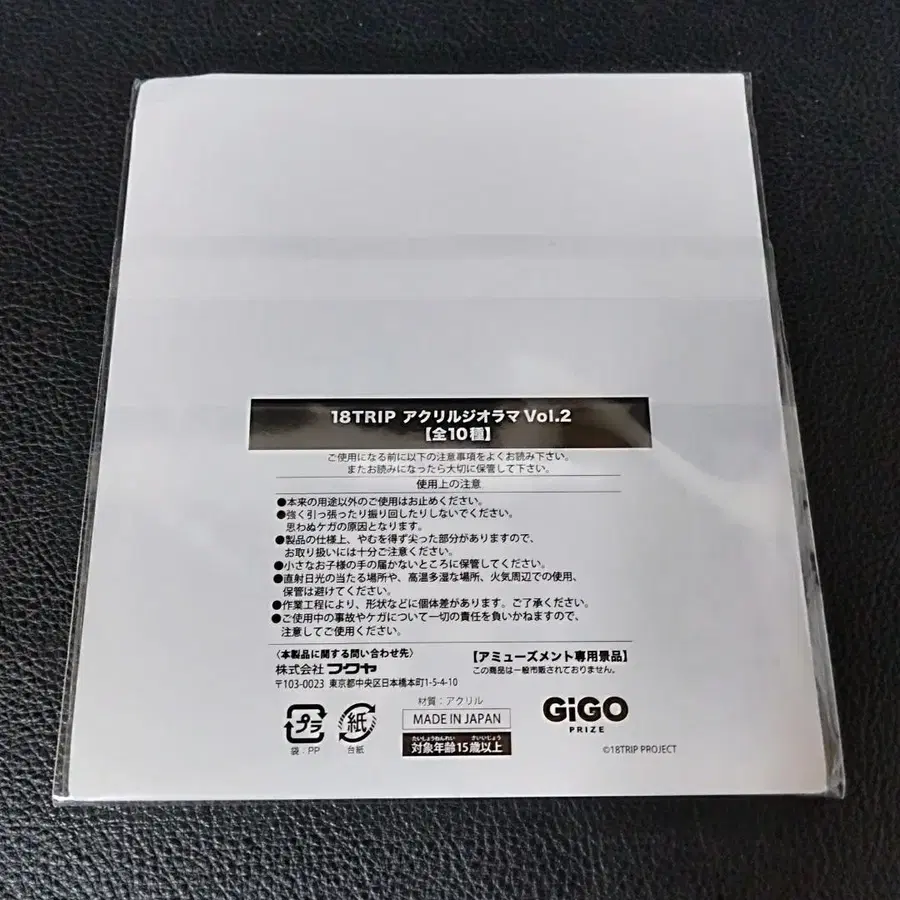 18TRIP アクリルジオラマ Vol.2
【全10種】
ご使用になる前に以下の注意事項をよくお読み下さい。
またお読みになったら大切に保管して下さい。
使用上の注意
●本来の用途以外のご使用はお止めください。
●強く引っ張ったり振り回したりしないでください。
思わぬケガの原因となります。
●製品の仕様上、やむを得ず尖った部分がありますので、
お取り扱いには十分ご注意ください。
●小さなお子様の手の届かないところに保管してください。
●直射日光の当たる場所や、高温多湿な場所、火気周辺での使用、
保管は避けてください。
●作業工程により、形状などに個体差があります。ご了承ください。
●ご使用中の事故やケガについて一切の責任を負いかねますので、
注意してご使用ください。
〈本製品に関する問い合わせ先〉
株式会社 フクヤ
〒103-0023 東京都中央区日本橋本町1-5-4-10
【アミューズメント専用景品】
この商品は一般市販されておりません。
プラ
袋:PP
紙
台紙
材質:アクリル
MADE IN JAPAN
たいしょうねんれい さいいじょう
対象年齢15歳以上
GiGO
PRIZE
©18TRIP PROJECT